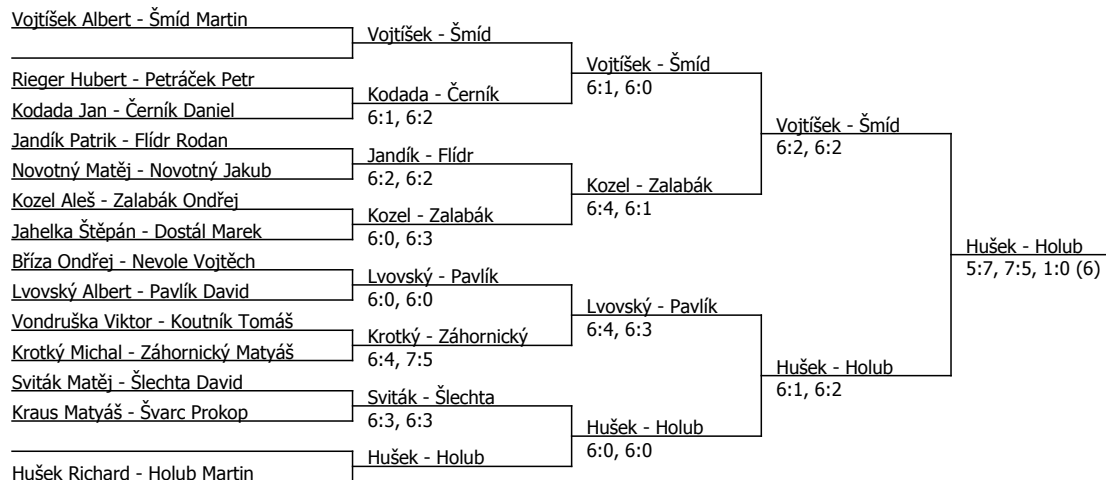 Vojtíšek Albert - Šmíd Martin
Rieger Hubert - Petráček Petr
Kodada Jan - Černík Daniel
Jandík Patrik - Flídr Rodan
Novotný Matěj - Novotný Jakub
Kozel Aleš - Zalabák Ondřej
Jahelka Štěpán - Dostál Marek
Bříza Ondřej - Nevole Vojtěch
Lvovský Albert - Pavlík David
Vondruška Viktor - Koutník Tomáš
Krotký Michal - Záhornický Matyáš
Sviták Matěj - Šlechta David
Kraus Matyáš - Švarc Prokop
Hušek Richard - Holub Martin
Vojtíšek - Šmíd
Kodada - Černík
6:1, 6:2
Jandík - Flídr
6:2, 6:2
Kozel - Zalabák
6:0, 6:3
Lvovský - Pavlík
6:0, 6:0
Krotký - Záhornický
6:4, 7:5
Sviták - Šlechta
6:3, 6:3
Hušek - Holub
Vojtíšek - Šmíd
6:1, 6:0
Kozel - Zalabák
6:4, 6:1
Lvovský - Pavlík
6:4, 6:3
Hušek - Holub
6:0, 6:0
Vojtíšek - Šmíd
6:2, 6:2
Hušek - Holub
6:1, 6:2
Hušek - Holub
5:7, 7:5, 1:0 (6)